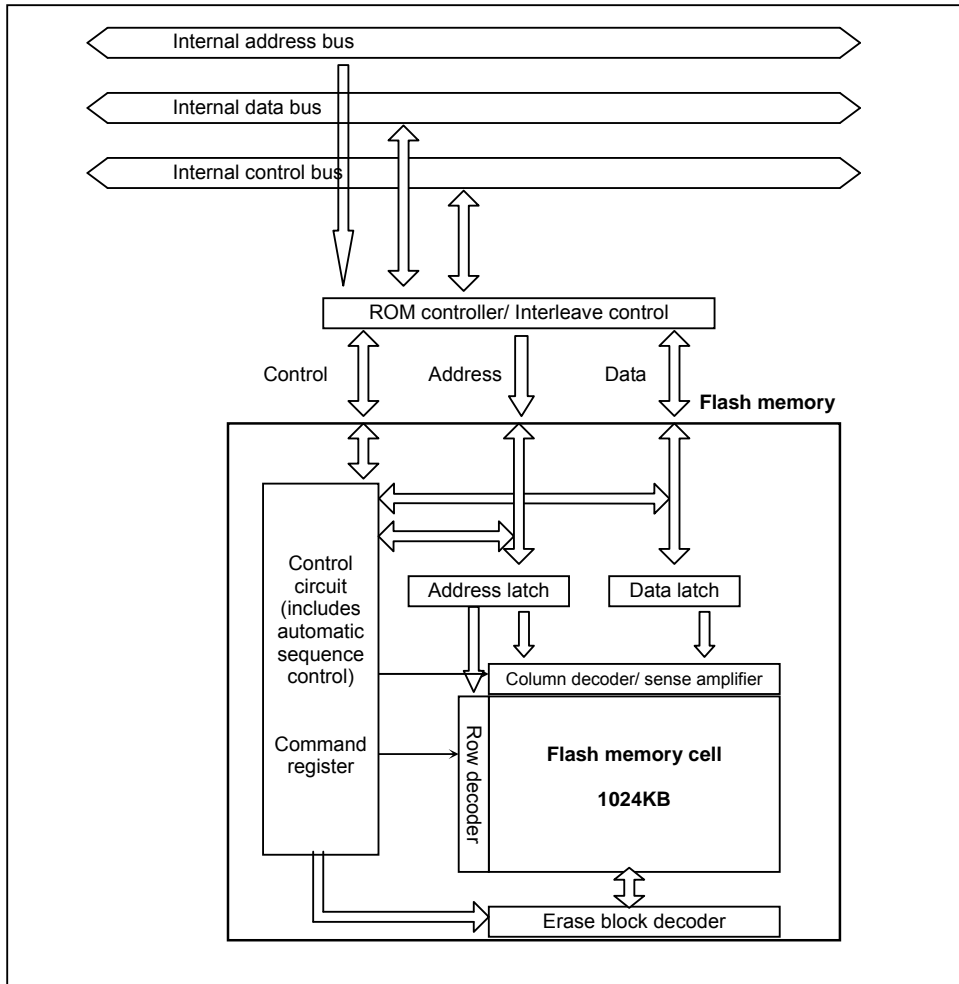 Internal address bus
Internal data bus
Internal control bus
ROM controller/ Interleave control
Control
Address
Data
Flash memory
Control
circuit
(includes
automatic
sequence
control)
Command
register
Address latch
Data latch
Column decoder/ sense amplifier
Row decoder
Flash memory cell
1024KB
Erase block decoder